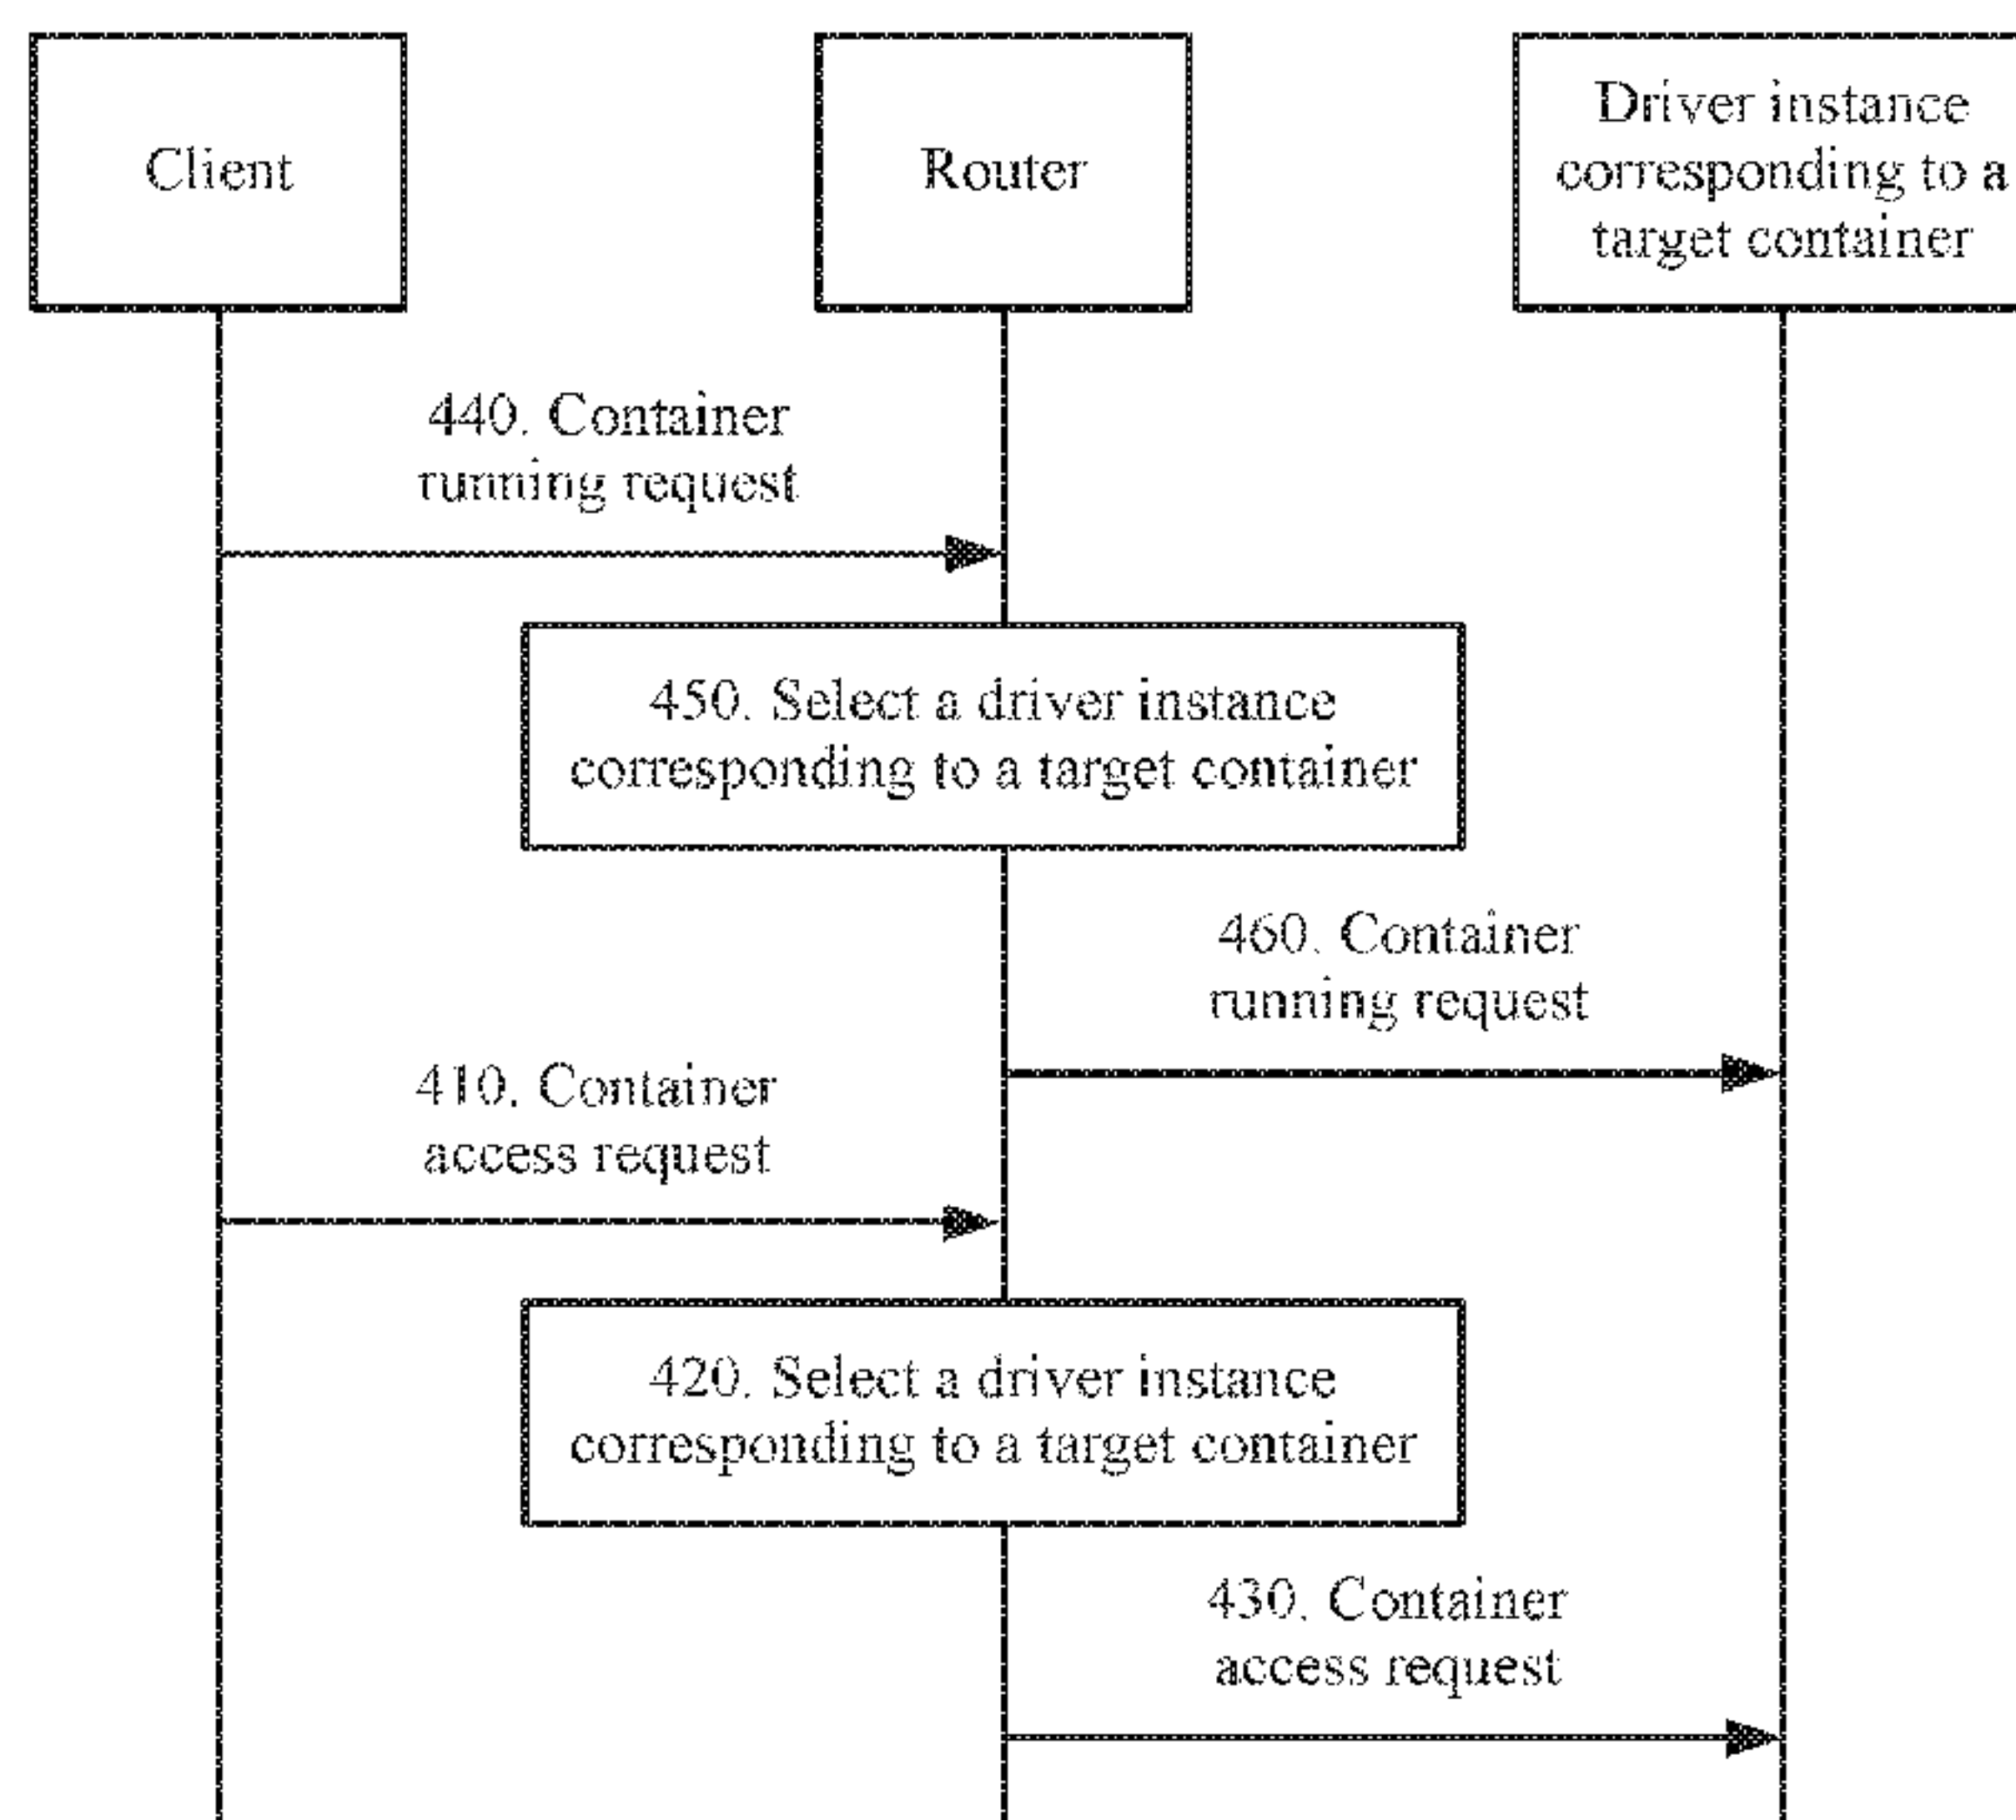 Client
Router
Driver instance
corresponding to a
target container
440. Container
running request
450. Select a driver instance
corresponding to a target container
460. Container
running request
410. Container
access request
420. Select a driver instance
corresponding to a target container
430. Container
access request